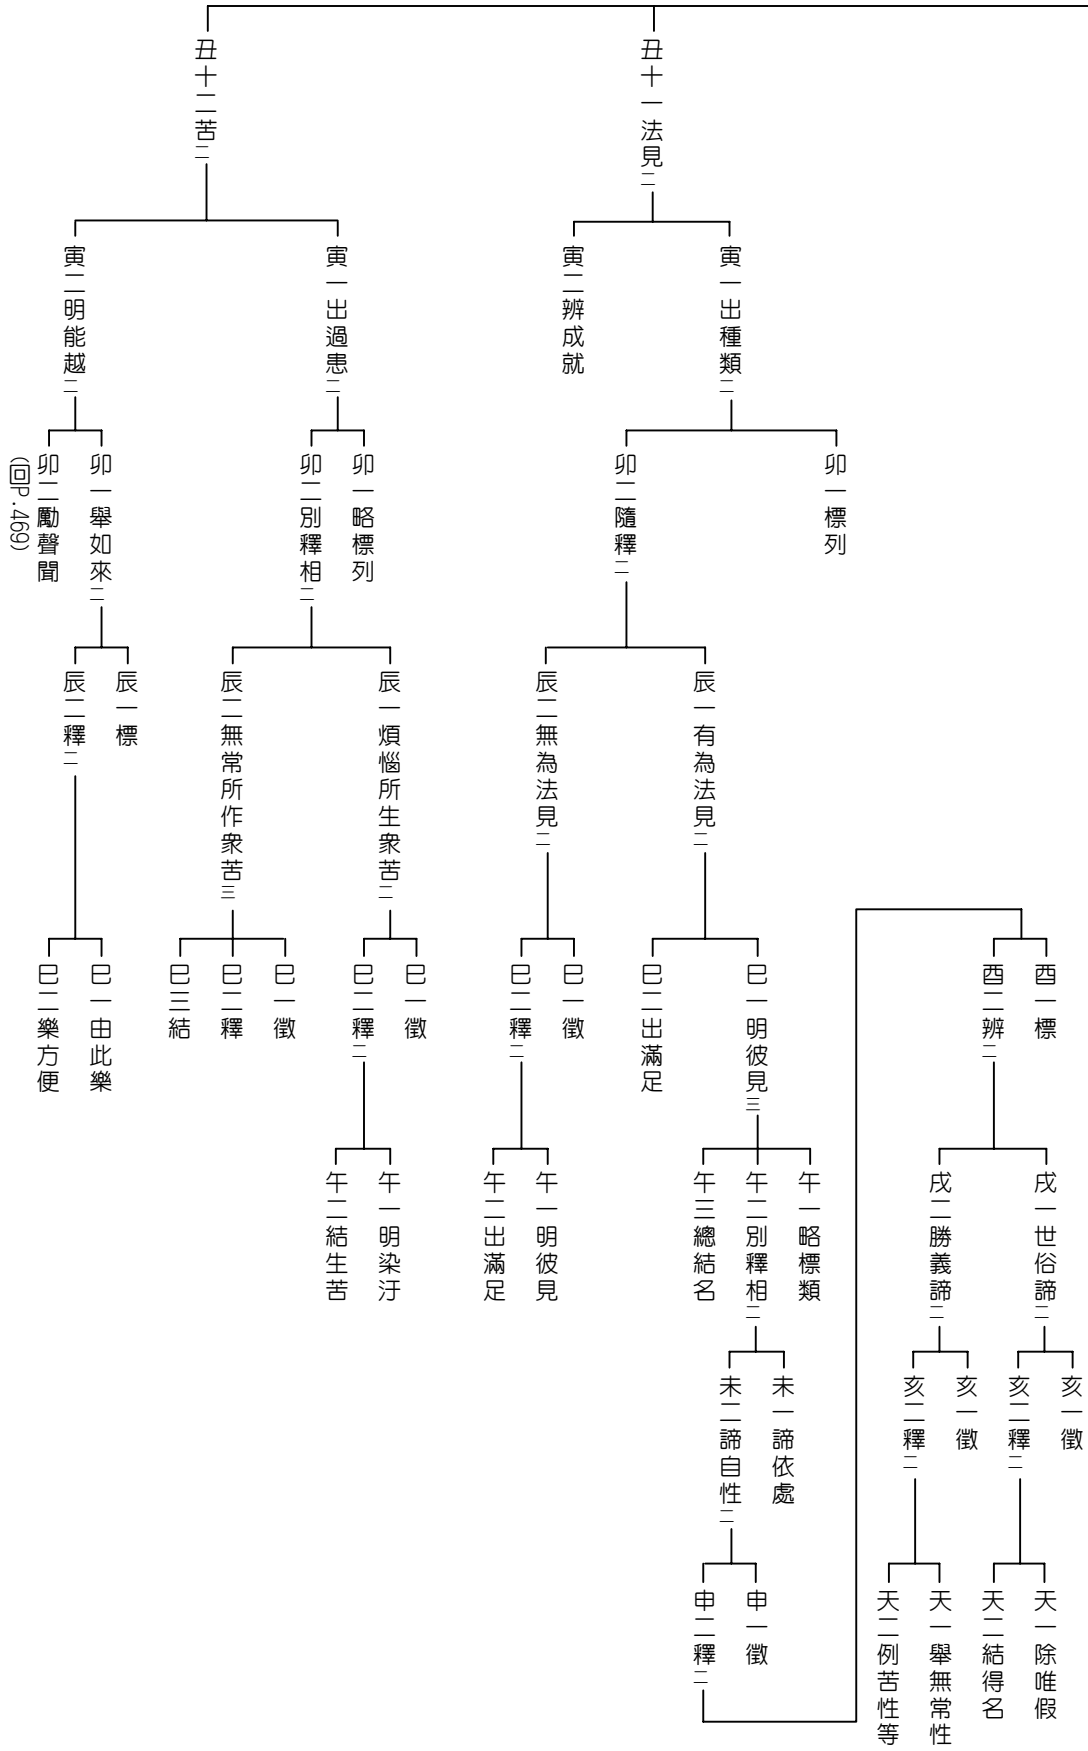 丑十一法見二
寅一出種類二
卯一標列
卯二隨釋二
辰一有為法見二
巳一明彼見三
午一略標類
午二別釋相二
未一諦依處
未二諦自性二
申一徵
申二釋二
酉一標
酉二辨二
戌一世俗諦二
亥一徵
亥二釋二
天一除唯假
天二結得名
戌二勝義諦二
亥一徵
亥二釋二
天一舉無常性
天二例苦性等
午三總結名
巳二出滿足
辰二無為法見二
巳一徵
巳二釋二
午一明彼見
午二出滿足
寅二辨成就
丑十二苦二
寅一出過患二
卯一略標列
卯二別釋相二
辰一煩惱所生衆苦二
巳一徵
巳二釋二
午一明染汙
午二結生苦
辰二無常所作衆苦三
巳一徵
巳二釋
巳三結
寅二明能越二
卯一舉如來二
辰一標
辰二釋二
巳一由此樂
巳二樂方便
卯二勵聲聞
(回P.469)